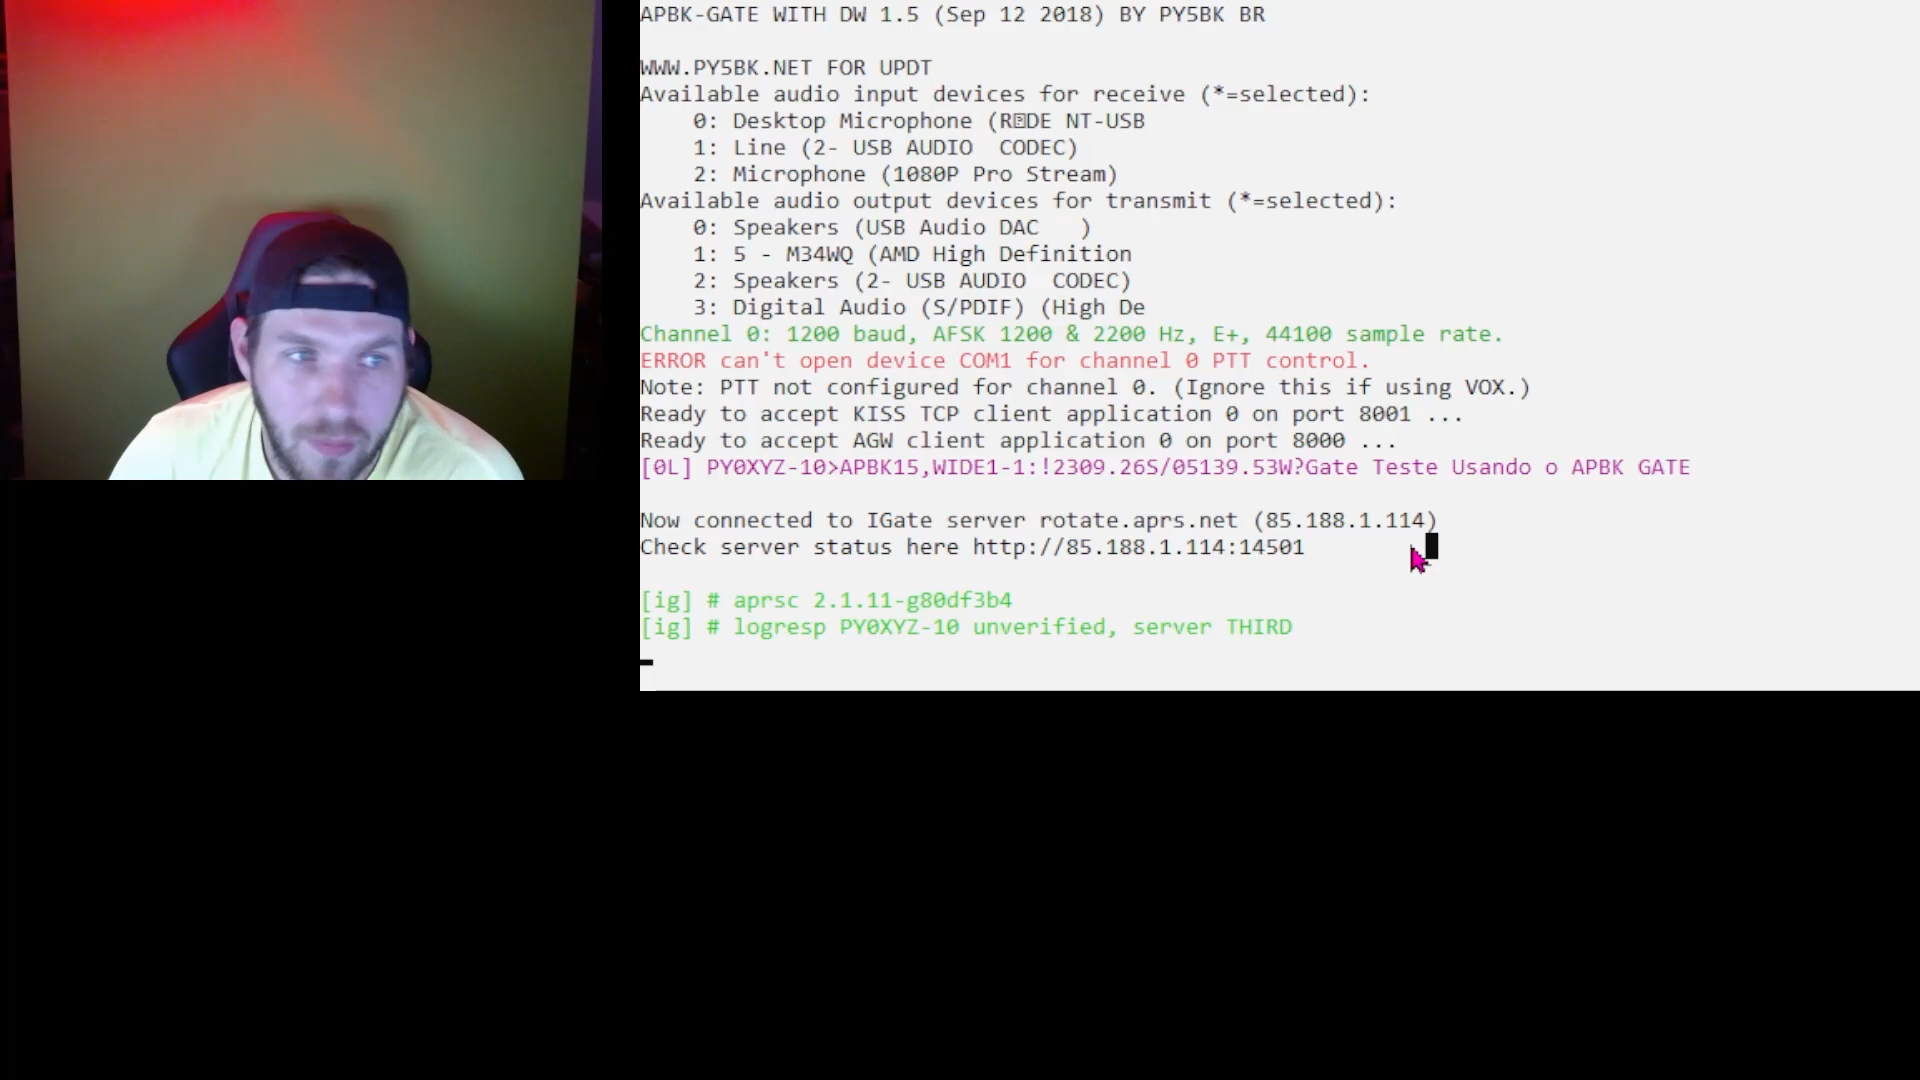 APBK-GATE WITH DW 1.5 (Sep 12 2018) BY PY5BK BR
WWW.PY5BK.NET FOR UPDT
Available audio input devices for receive (*=selected):
0: Desktop Microphone (R⍰DE NT-USB
1: Line (2- USB AUDIO  CODEC)
2: Microphone (1080P Pro Stream)
Available audio output devices for transmit (*=selected):
0: Speakers (USB Audio DAC   )
1: 5 - M34WQ (AMD High Definition
2: Speakers (2- USB AUDIO  CODEC)
3: Digital Audio (S/PDIF) (High De
Channel 0: 1200 baud, AFSK 1200 & 2200 Hz, E+, 44100 sample rate.
ERROR can't open device COM1 for channel 0 PTT control.
Note: PTT not configured for channel 0. (Ignore this if using VOX.)
Ready to accept KISS TCP client application 0 on port 8001 ...
Ready to accept AGW client application 0 on port 8000 ...
[0L] PY0XYZ-10>APBK15,WIDE1-1:!2309.26S/05139.53W?Gate Teste Usando o APBK GATE
Now connected to IGate server rotate.aprs.net (85.188.1.114)
Check server status here http://85.188.1.114:14501
[ig] # aprsc 2.1.11-g80df3b4
[ig] # logresp PY0XYZ-10 unverified, server THIRD